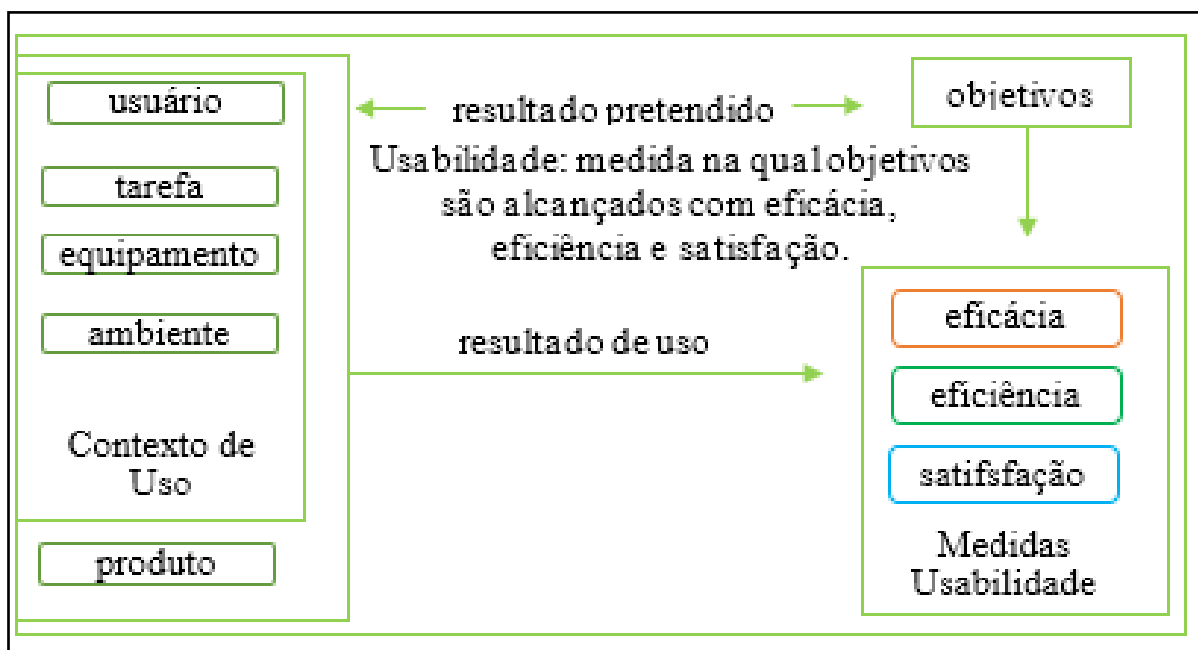 usuário
tarefa
equipamento
ambiente
Contexto de
Uso
produto
resultado pretendido
Usabilidade: medida na qual objetivos
são alcançados com eficácia,
eficiência e satisfação.
resultado de uso
objetivos
eficácia
eficiência
satifsfação
Medidas
Usabilidade